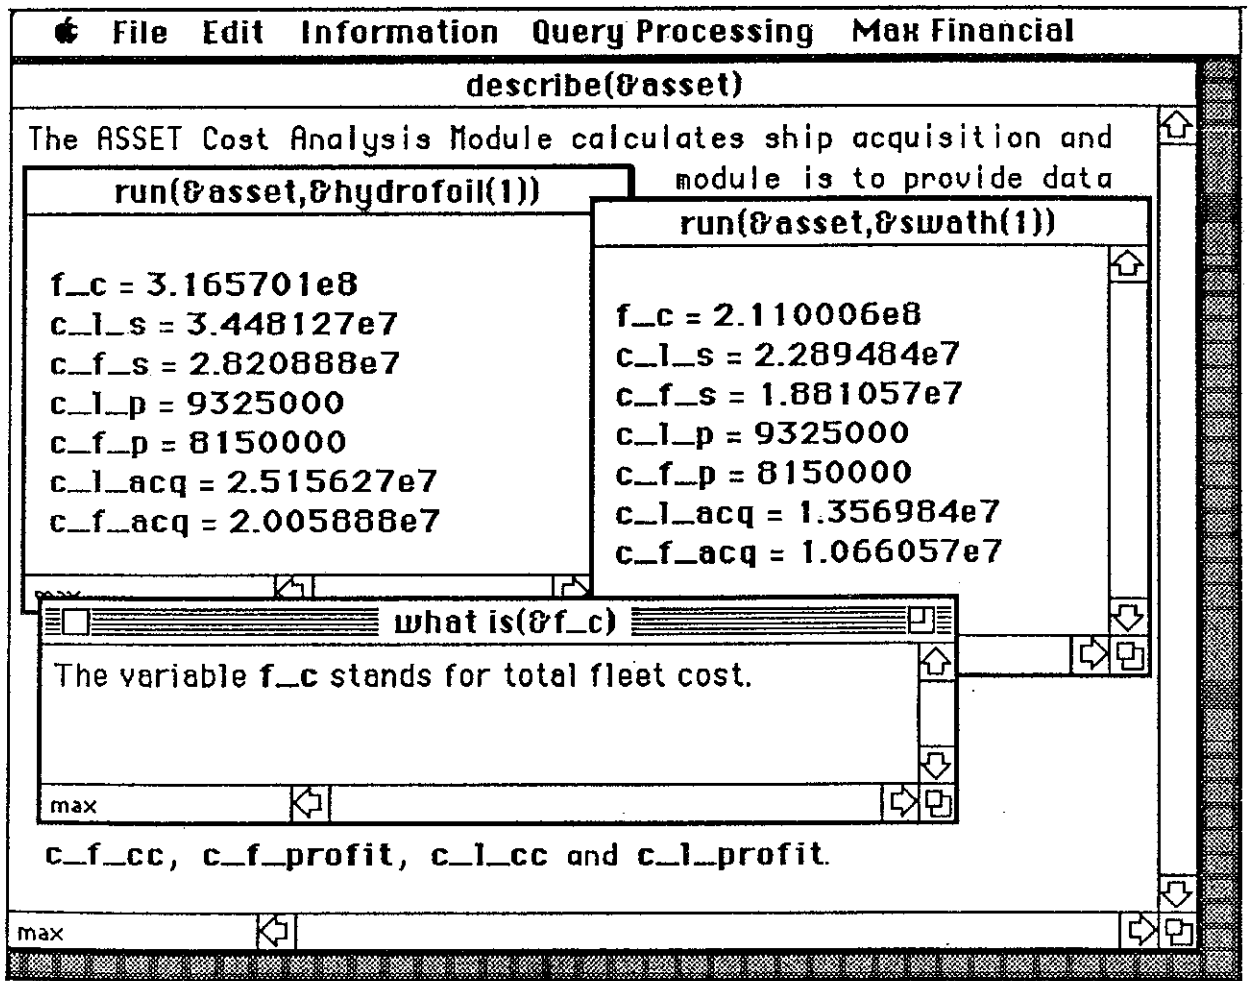 File Edit Information Query Processing Max Financial
describe(&asset)
The ASSET Cost Analysis Module calculates ship acquisition and
module is to provide data
run(&asset,&hydrofoil(1))
f_c = 3.165701e8
c_l_s = 3.448127e7
c_f_s = 2.820888e7
c_l_p = 9325000
c_f_p = 8150000
c_l_acq = 2.515627e7
c_f_acq = 2.005888e7
run(&asset,&swath(1))
f_c = 2.110006e8
c_l_s = 2.289484e7
c_f_s = 1.881057e7
c_l_p = 9325000
c_f_p = 8150000
c_l_acq = 1.356984e7
c_f_acq = 1.066057e7
what is(&f_c)
The variable f_c stands for total fleet cost.
max
c_f_cc, c_f_profit, c_l_cc and c_l_profit.
max